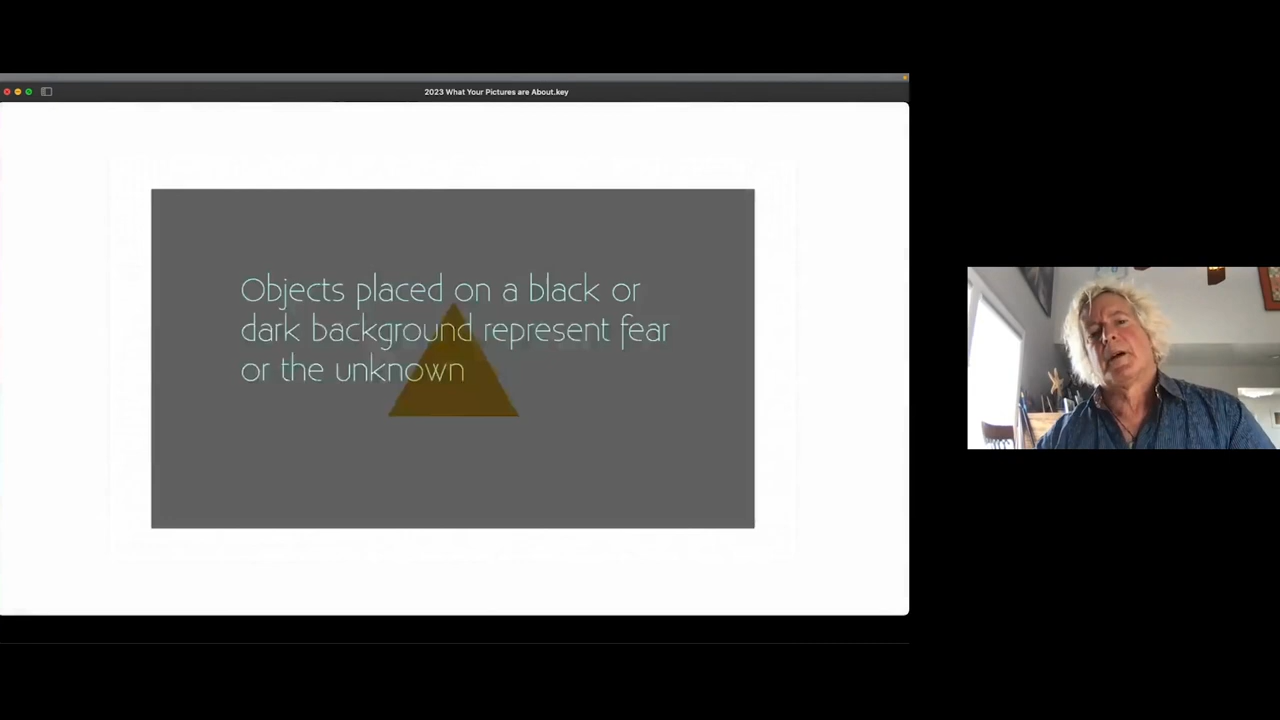 2023 What Your Pictures are About.key
Objects placed on a black or
dark background represent fear
or the unknown